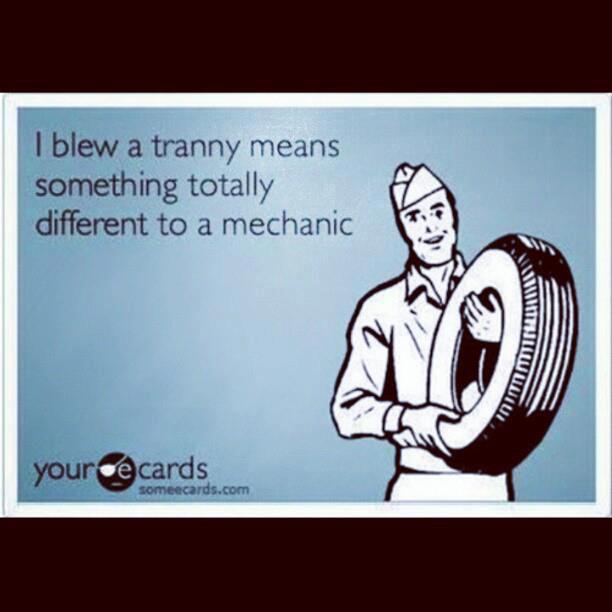 I blew a tranny means
something totally
different to a mechanic
your e cards
someecards.com